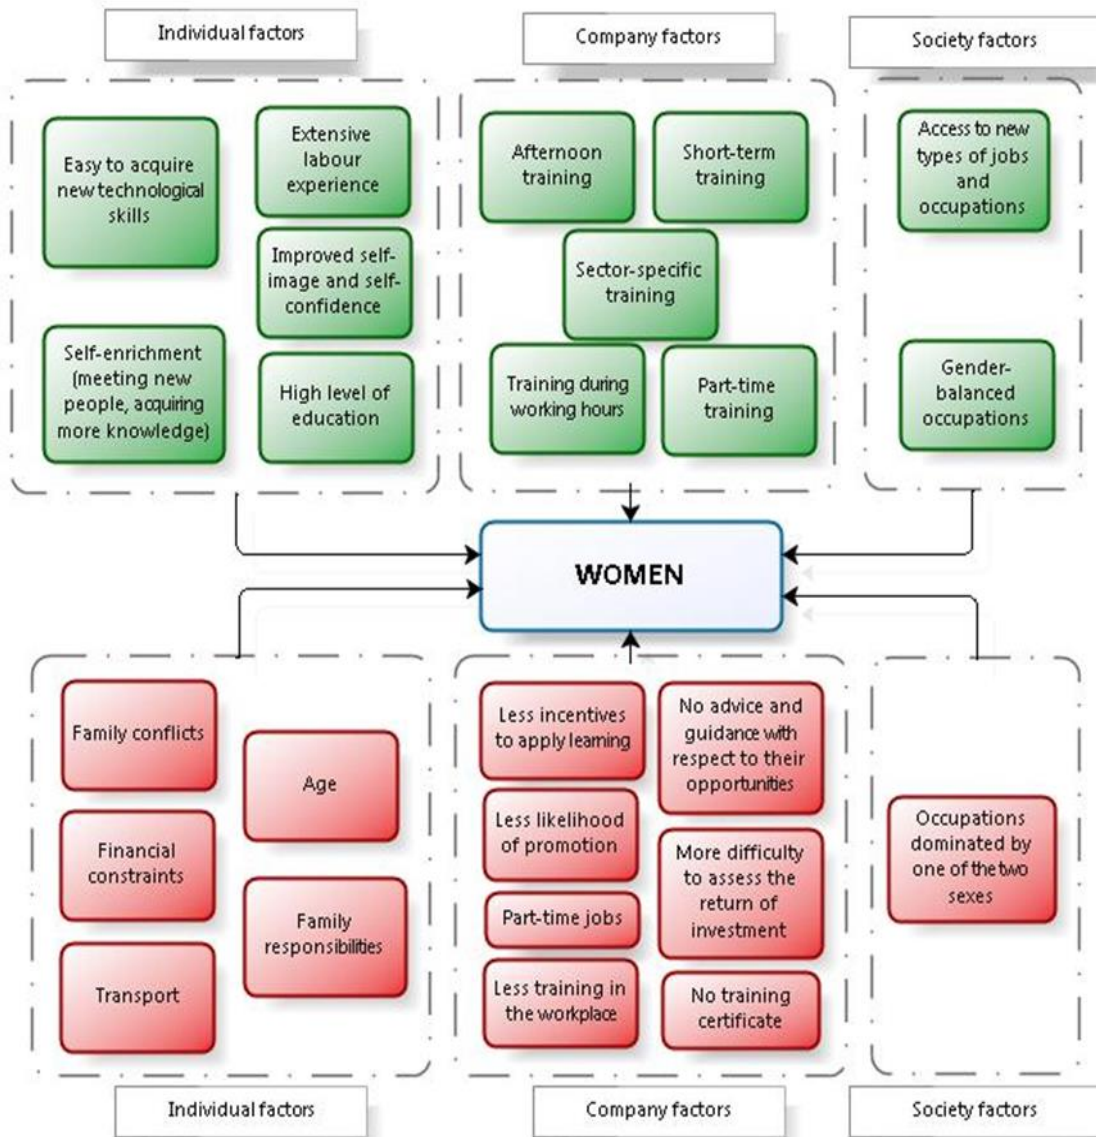 Individual factors
Company factors
Society factors
Easy to acquire
new technological
skills
Extensive
labour
experience
Improved self-
image and self-
confidence
Self-enrichment
(meeting new
people, acquiring
more knowledge)
High level of
education
Afternoon
training
Short-term
training
Sector-specific
training
Training during
working hours
Part-time
training
Access to new
types of jobs
and
occupations
Gender-
balanced
occupations
WOMEN
Family conflicts
Age
Financial
constraints
Family
responsibilities
Transport
Less incentives
to apply learning
No advice and
guidance with
respect to their
opportunities
Less likelihood
of promotion
More difficulty
to assess the
return of
investment
Part-time jobs
Less training in
the workplace
No training
certificate
Occupations
dominated by
one of the two
sexes
Individual factors
Company factors
Society factors